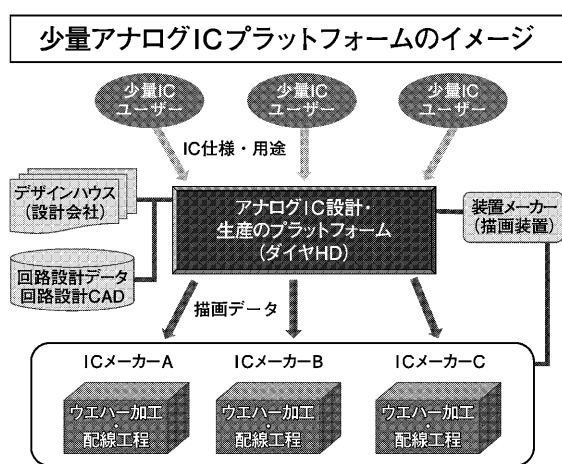 少量アナログICプラットフォームのイメージ
少量IC
ユーザー
少量IC
ユーザー
少量IC
ユーザー
IC仕様・用途
デザインハウス
(設計会社)
アナログIC設計・
生産のプラットフォーム
(ダイヤHD)
装置メーカー
(描画装置)
回路設計データ
回路設計CAD
描画データ
ICメーカーA
ICメーカーB
ICメーカーC
ウエハー加工
・
配線工程
ウエハー加工
・
配線工程
ウエハー加工
・
配線工程